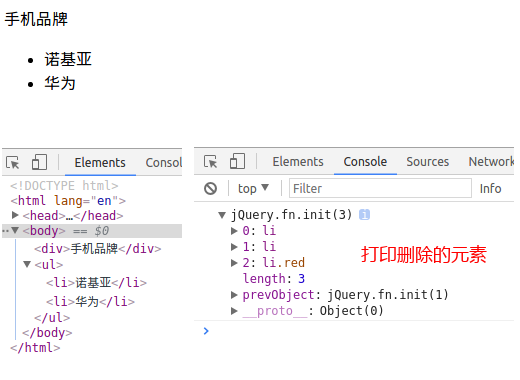 手机品牌
诺基亚
华为
Elements Conso
<!DOCTYPE html>
<html lang="en">
<head>…</head>
<body> == $0
<div>手机品牌</div>
<ul>
<li>诺基亚</li>
<li>华为</li>
</ul>
</body>
</html>
Elements Console Sources Network
top Filter Info
jQuery.fn.init(3) i
0: li
1: li
2: li.red
length: 3
prevObject: jQuery.fn.init(1)
__proto__: Object(0)
打印删除的元素